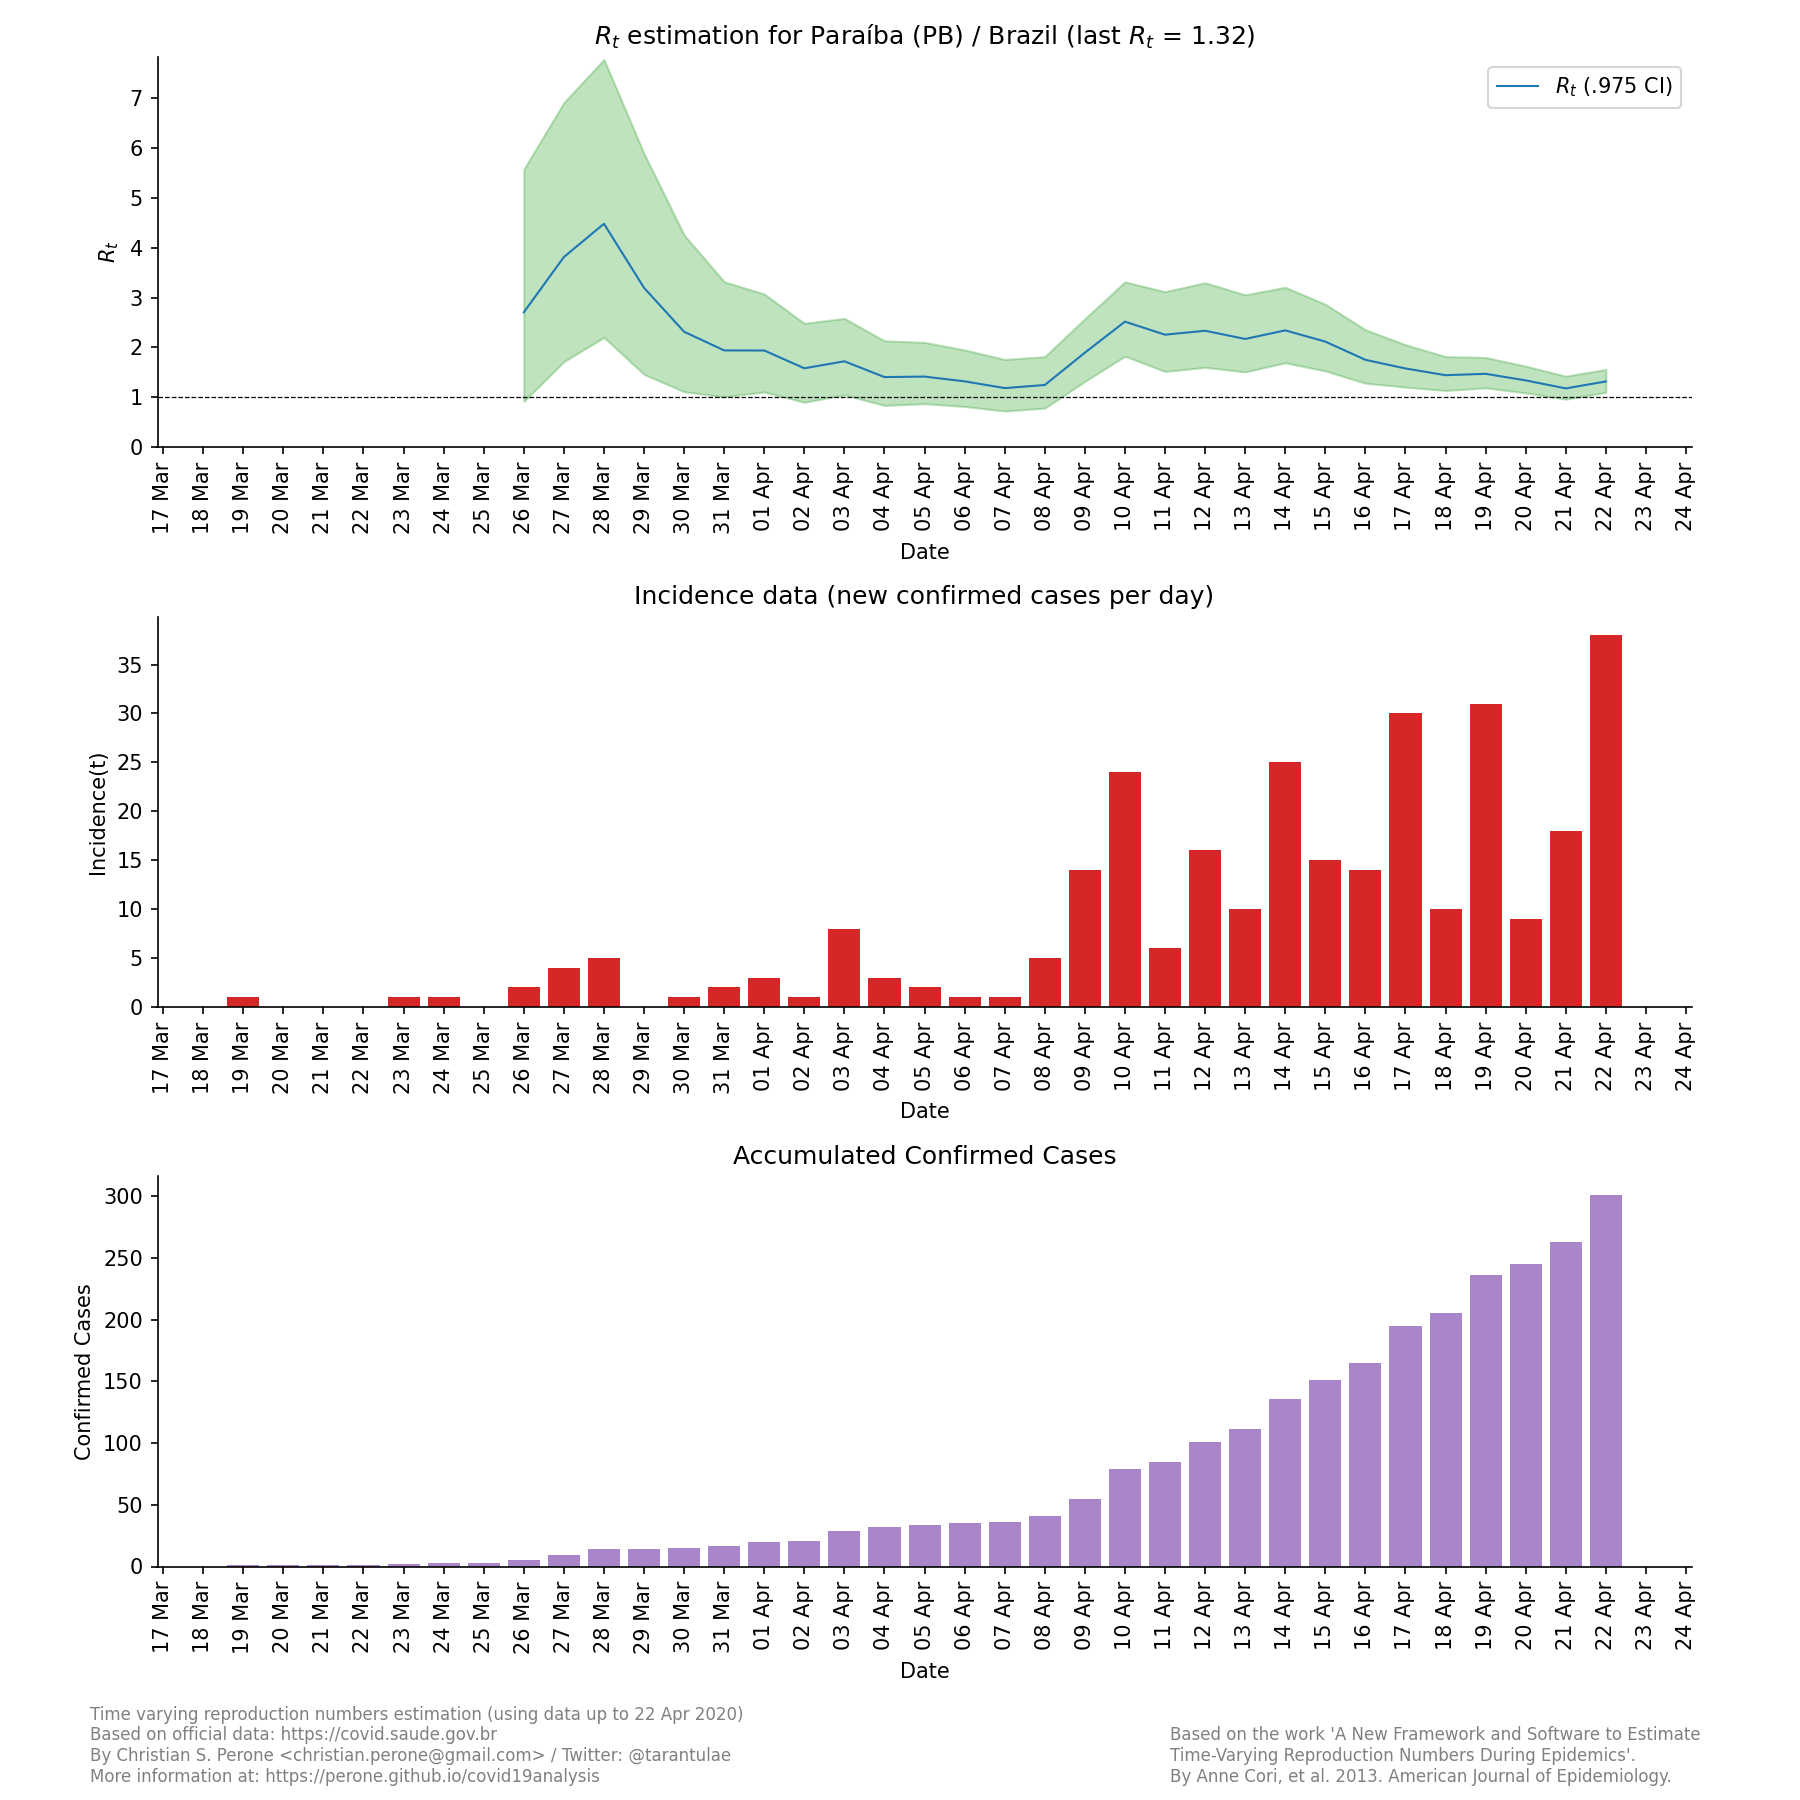 Rt estimation for Paraíba (PB) / Brazil (last Rt = 1.32)
Rt (.975 CI)
7
6
5
4
3
2
1
0
Rt
17 Mar 18 Mar 19 Mar 20 Mar 21 Mar 22 Mar 23 Mar 24 Mar 25 Mar 26 Mar 27 Mar 28 Mar 29 Mar 30 Mar 31 Mar 01 Apr 02 Apr 03 Apr 04 Apr 05 Apr 06 Apr 07 Apr 08 Apr 09 Apr 10 Apr 11 Apr 12 Apr 13 Apr 14 Apr 15 Apr 16 Apr 17 Apr 18 Apr 19 Apr 20 Apr 21 Apr 22 Apr 23 Apr 24 Apr
Date
Incidence data (new confirmed cases per day)
35
30
25
20
15
10
5
0
Incidence(t)
17 Mar 18 Mar 19 Mar 20 Mar 21 Mar 22 Mar 23 Mar 24 Mar 25 Mar 26 Mar 27 Mar 28 Mar 29 Mar 30 Mar 31 Mar 01 Apr 02 Apr 03 Apr 04 Apr 05 Apr 06 Apr 07 Apr 08 Apr 09 Apr 10 Apr 11 Apr 12 Apr 13 Apr 14 Apr 15 Apr 16 Apr 17 Apr 18 Apr 19 Apr 20 Apr 21 Apr 22 Apr 23 Apr 24 Apr
Date
Accumulated Confirmed Cases
300
250
200
150
100
50
0
Confirmed Cases
17 Mar 18 Mar 19 Mar 20 Mar 21 Mar 22 Mar 23 Mar 24 Mar 25 Mar 26 Mar 27 Mar 28 Mar 29 Mar 30 Mar 31 Mar 01 Apr 02 Apr 03 Apr 04 Apr 05 Apr 06 Apr 07 Apr 08 Apr 09 Apr 10 Apr 11 Apr 12 Apr 13 Apr 14 Apr 15 Apr 16 Apr 17 Apr 18 Apr 19 Apr 20 Apr 21 Apr 22 Apr 23 Apr 24 Apr
Date
Time varying reproduction numbers estimation (using data up to 22 Apr 2020)
Based on official data: https://covid.saude.gov.br
By Christian S. Perone <christian.perone@gmail.com> / Twitter: @tarantulae
More information at: https://perone.github.io/covid19analysis
Based on the work 'A New Framework and Software to Estimate
Time-Varying Reproduction Numbers During Epidemics'.
By Anne Cori, et al. 2013. American Journal of Epidemiology.